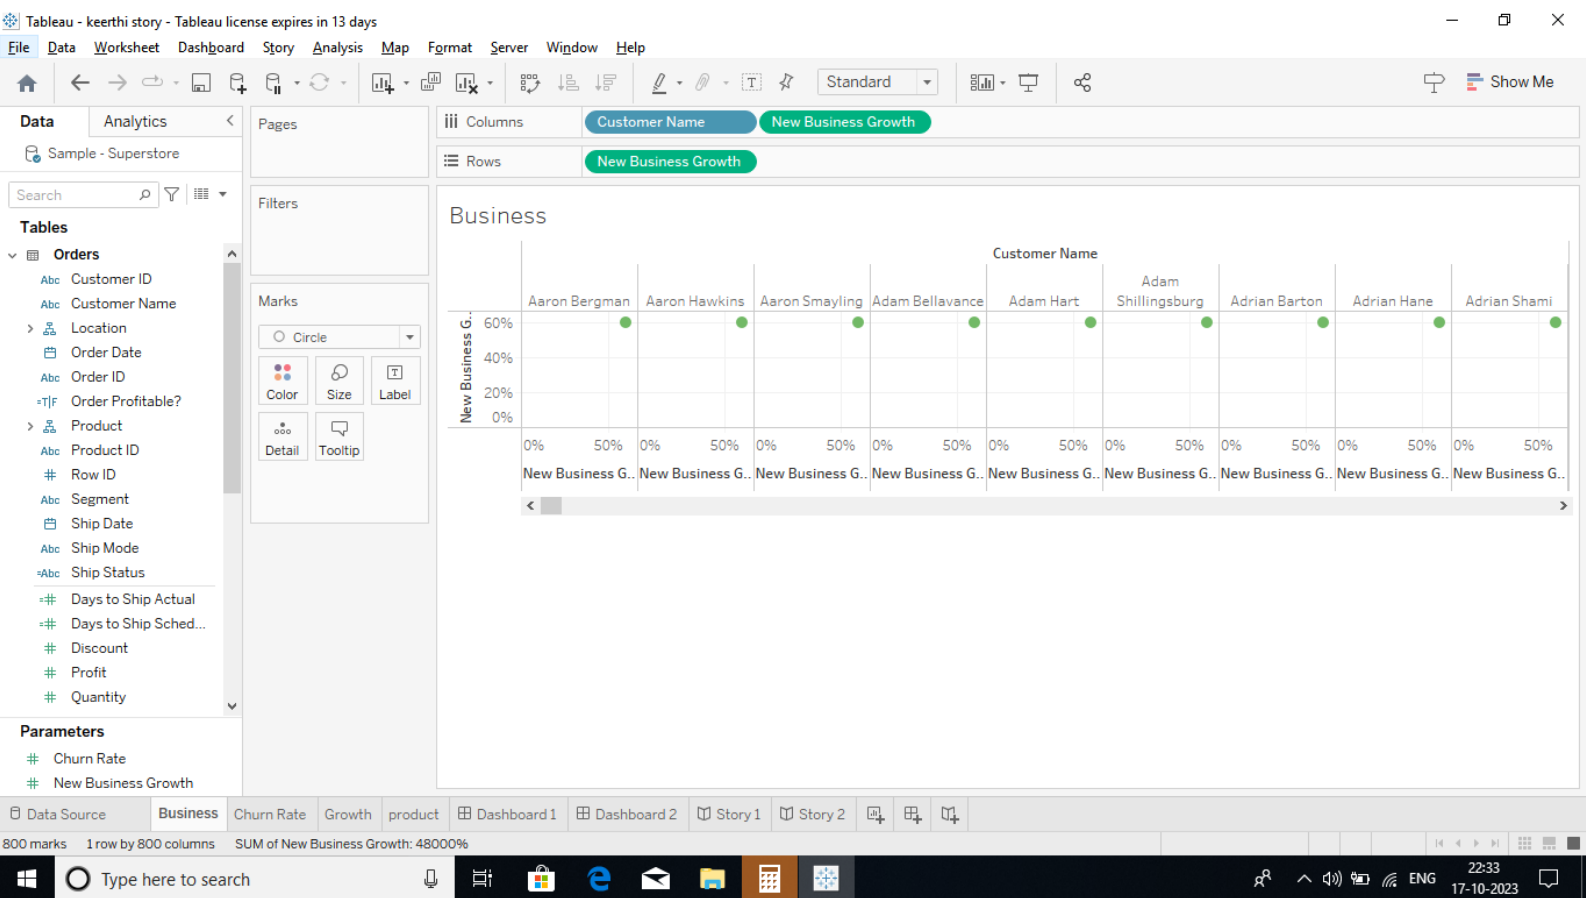 Tableau - keerthi story - Tableau license expires in 13 days
File Data Worksheet Dashboard Story Analysis Map Format Server Window Help
Standard
Show Me
Data Analytics
Sample - Superstore
Search
Tables
Orders
Abc Customer ID
Abc Customer Name
Location
Order Date
Abc Order ID
=T|F Order Profitable?
Product
Abc Product ID
# Row ID
Abc Segment
Ship Date
Abc Ship Mode
=Abc Ship Status
=# Days to Ship Actual
=# Days to Ship Sched...
# Discount
# Profit
# Quantity
Parameters
# Churn Rate
# New Business Growth
Pages
Filters
Marks
Circle
Color Size Label
Detail Tooltip
Columns Customer Name New Business Growth
Rows New Business Growth
Business
Customer Name
Aaron Bergman Aaron Hawkins Aaron Smayling Adam Bellavance Adam Hart Adam Shillingsburg Adrian Barton Adrian Hane Adrian Shami
New Business G..
60%
40%
20%
0%
0% 50% 0% 50% 0% 50% 0% 50% 0% 50% 0% 50% 0% 50% 0% 50% 0% 50%
New Business G.. New Business G.. New Business G.. New Business G.. New Business G.. New Business G.. New Business G.. New Business G.. New Business G..
Data Source Business Churn Rate Growth product Dashboard 1 Dashboard 2 Story 1 Story 2
800 marks 1 row by 800 columns SUM of New Business Growth: 48000%
Type here to search
ENG
22:33
17-10-2023